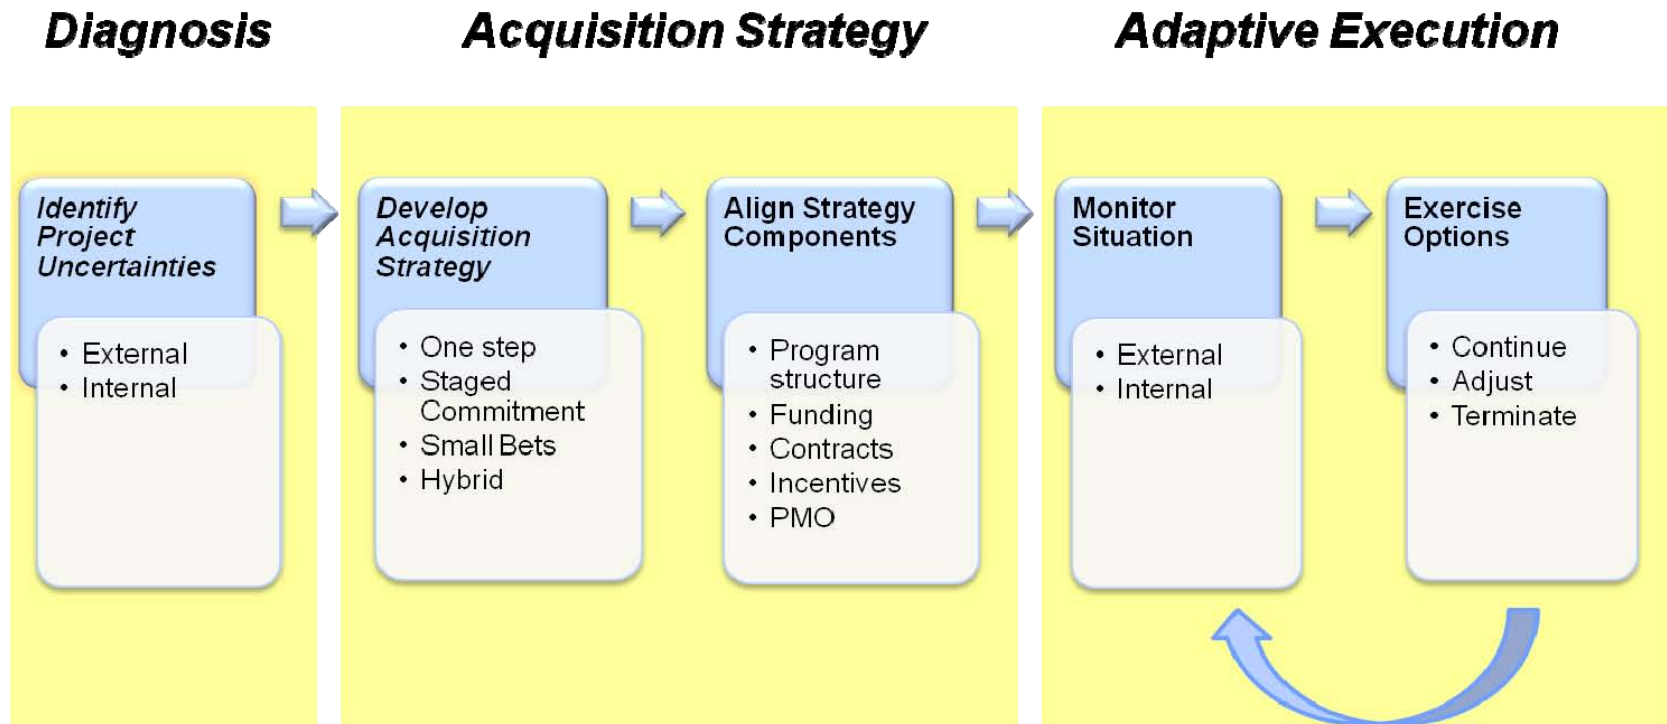 Diagnosis
Acquisition Strategy
Adaptive Execution
Identify
Project
Uncertainties
• External
• Internal
Develop
Acquisition
Strategy
• One step
• Staged
Commitment
• Small Bets
• Hybrid
Align Strategy
Components
• Program
structure
• Funding
• Contracts
• Incentives
• PMO
Monitor
Situation
• External
• Internal
Exercise
Options
• Continue
• Adjust
• Terminate